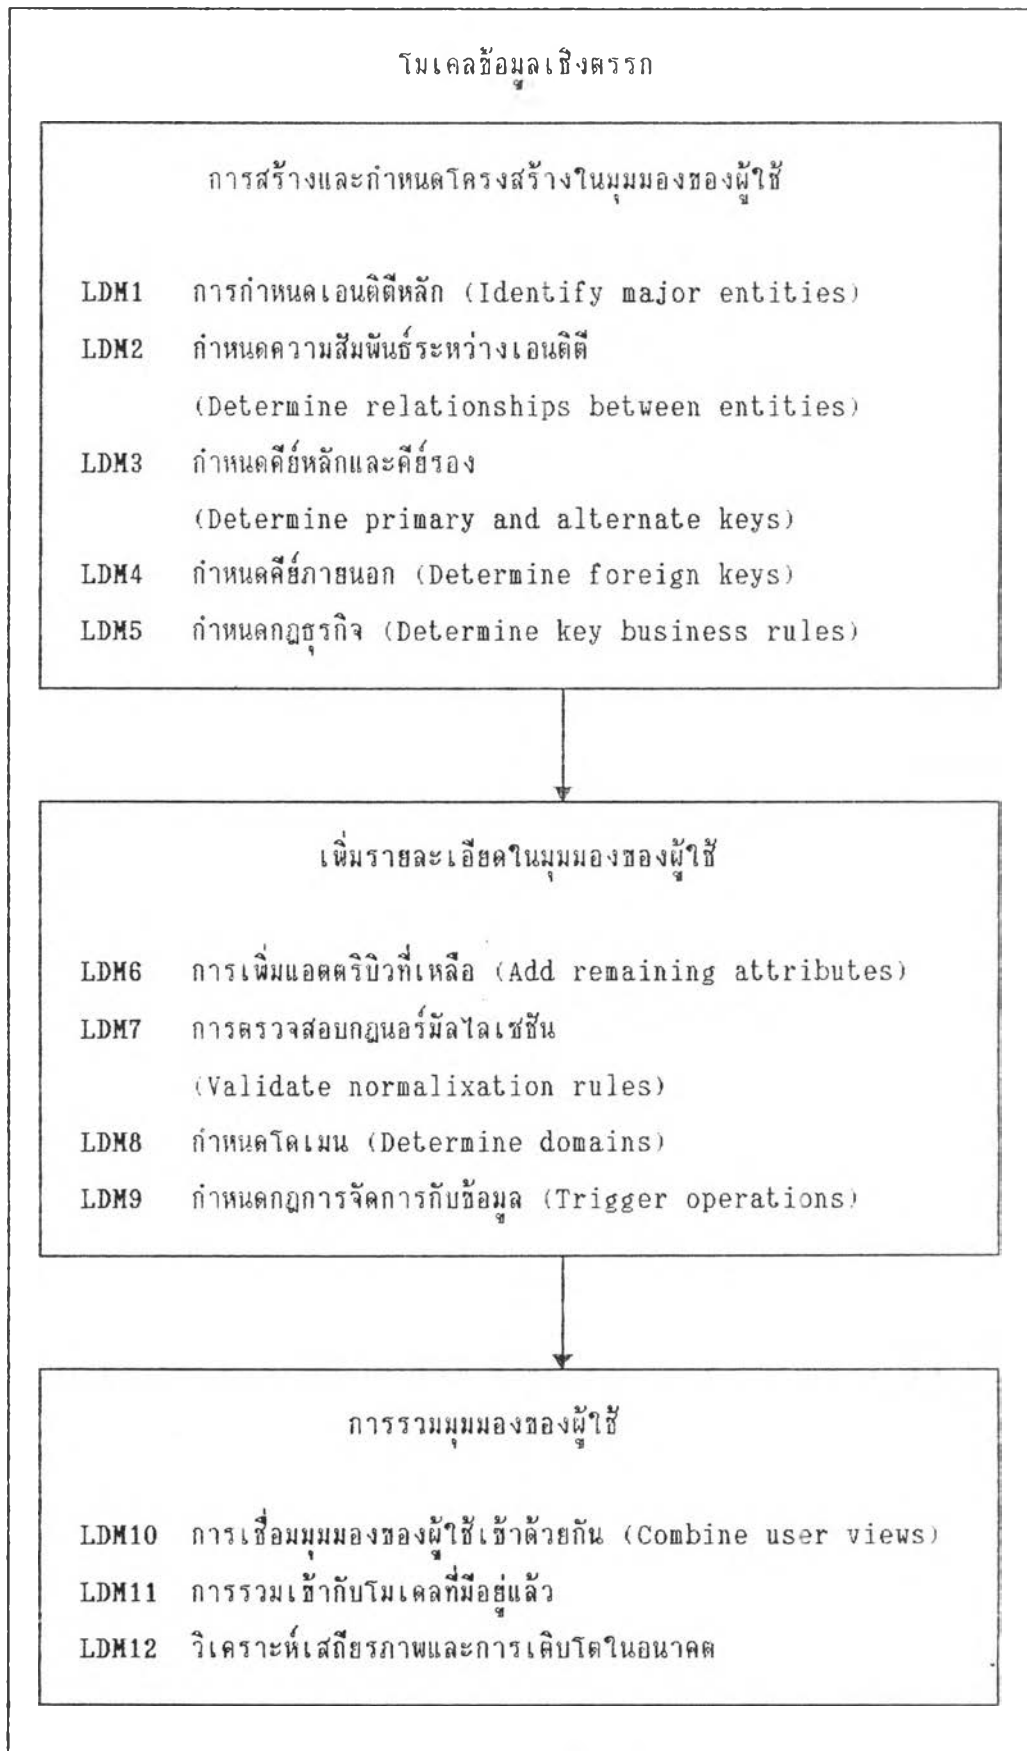 โมเดลข้อมูลเชิงตรรก
การสร้างและกำหนดโครงสร้างในมุมมองของผู้ใช้
LDM1 การกำหนดเอนติตีหลัก (Identify major entities)
LDM2 กำหนดความสัมพันธ์ระหว่างเอนติตี
(Determine relationships between entities)
LDM3 กำหนดคีย์หลักและคีย์รอง
(Determine primary and alternate keys)
LDM4 กำหนดคีย์ภายนอก (Determine foreign keys)
LDM5 กำหนดกฎธุรกิจ (Determine key business rules)
เพิ่มรายละเอียดในมุมมองของผู้ใช้
LDM6 การเพิ่มแอตตริบิวที่เหลือ (Add remaining attributes)
LDM7 การตรวจสอบกฎนอร์มัลไลเซชัน
(Validate normalixation rules)
LDM8 กำหนดโดเมน (Determine domains)
LDM9 กำหนดกฎการจัดการกับข้อมูล (Trigger operations)
การรวมมุมมองของผู้ใช้
LDM10 การเชื่อมมุมมองของผู้ใช้เข้าด้วยกัน (Combine user views)
LDM11 การรวมเข้ากับโมเดลที่มีอยู่แล้ว
LDM12 วิเคราะห์เสถียรภาพและการเติบโตในอนาคต